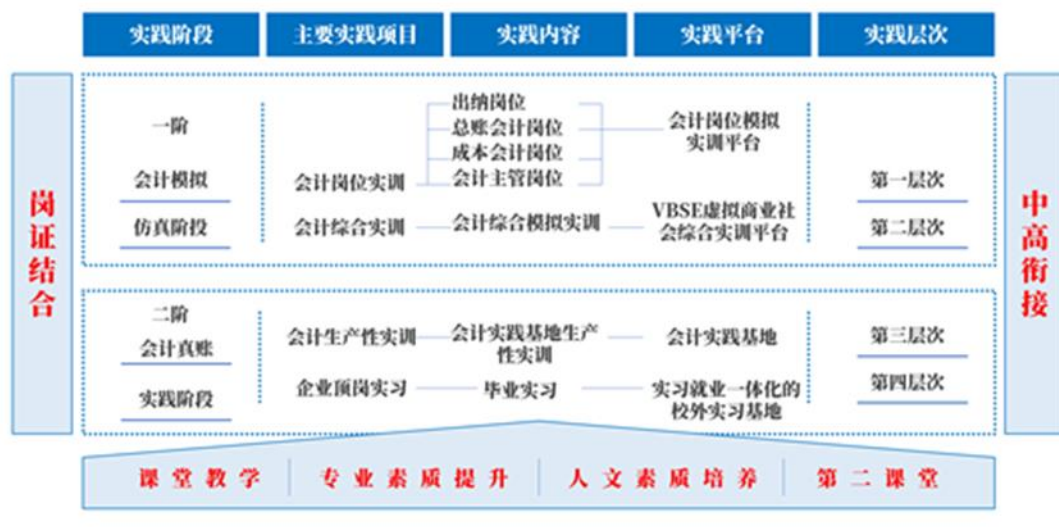 实践阶段
主要实践项目
实践内容
实践平台
实践层次
岗证结合
一阶
会计模拟
仿真阶投
会计岗位实训
会计综合实训
出纳岗位
总账会计岗位
成本会计岗位
会计主管岗位
会计综合模拟实训
会计岗位模拟
实训平台
VBSE虚拟商业社
会综合实训平台
第一层次
第二层次
二阶
会计真账
实践阶段
会计生产性实训
企业顶岗实习
会计实践基地生产
性实训
毕业实习
会计实践基地
实习就业一体化的
校外实习基地
第三层次
第四层次
中高衔接
课堂教学
专业素质提升
人文素质培养
第二课堂